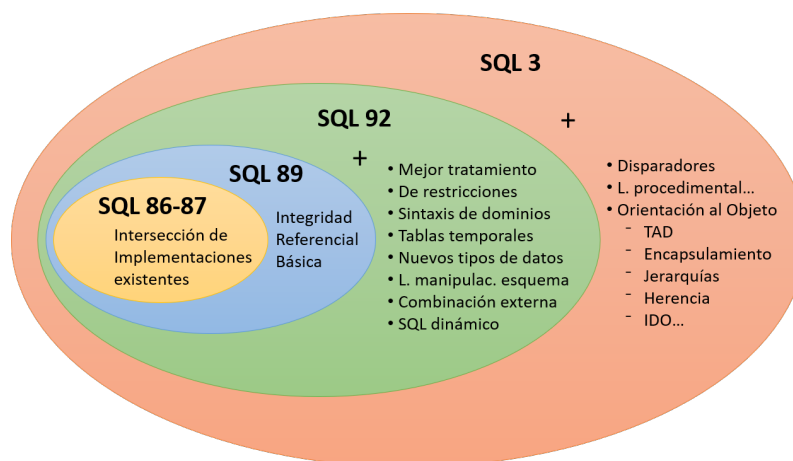 SQL 3
+
• Disparadores
• L. procedimental...
• Orientación al Objeto
- TAD
- Encapsulamiento
- Jerarquías
- Herencia
- IDO...
SQL 92
+
• Mejor tratamiento
• De restricciones
• Sintaxis de dominios
• Tablas temporales
• Nuevos tipos de datos
• L. manipulac. esquema
• Combinación externa
• SQL dinámico
SQL 89
Integridad
Referencial
Básica
SQL 86-87
Intersección de
Implementaciones
existentes